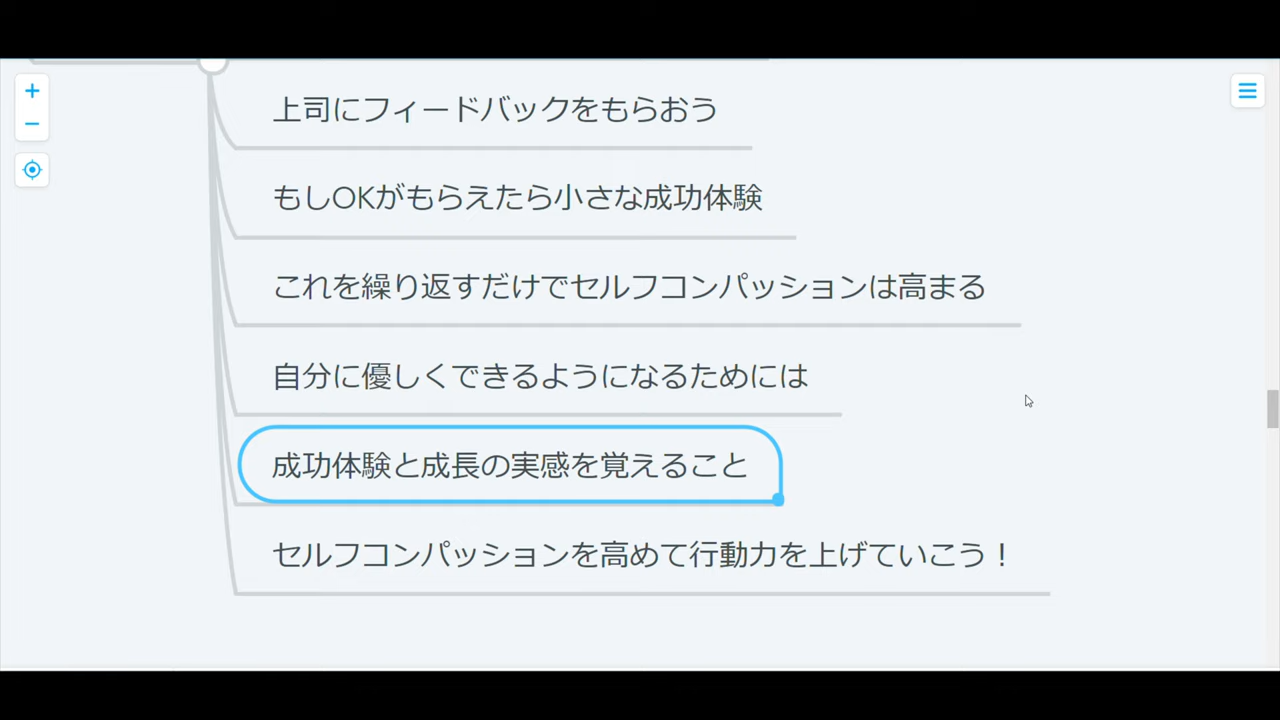 上司にフィードバックをもらおう
もしOKがもらえたら小さな成功体験
これを繰り返すだけでセルフコンパッションは高まる
自分に優しくできるようになるためには
成功体験と成長の実感を覚えること
セルフコンパッションを高めて行動力を上げていこう！